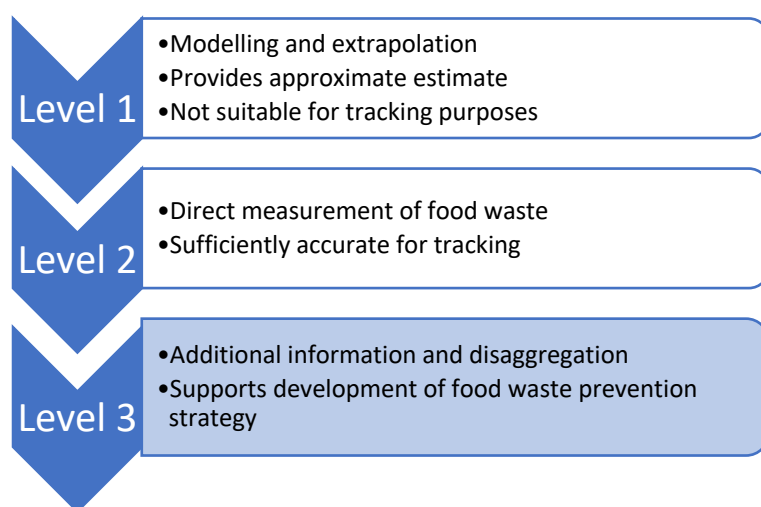 Level 1
•Modelling and extrapolation
•Provides approximate estimate
•Not suitable for tracking purposes
Level 2
•Direct measurement of food waste
•Sufficiently accurate for tracking
Level 3
•Additional information and disaggregation
•Supports development of food waste prevention
strategy